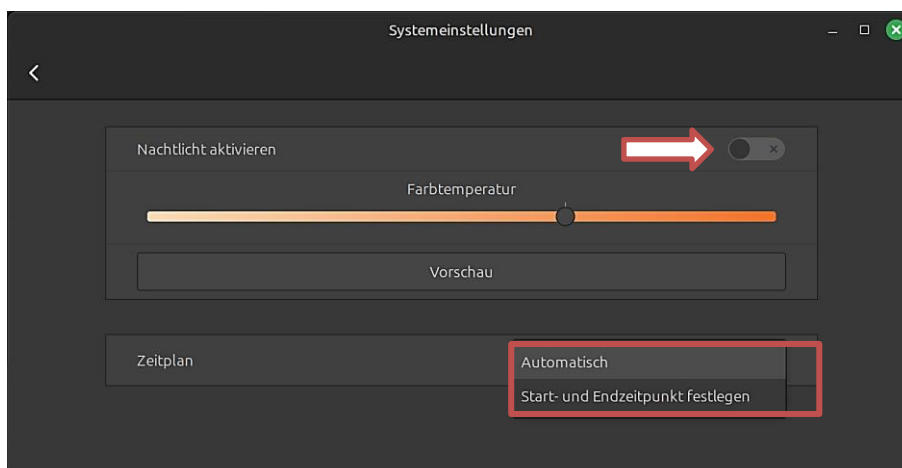 Systemeinstellungen
Nachtlicht aktivieren
Farbtemperatur
Vorschau
Zeitplan
Automatisch
Start- und Endzeitpunkt festlegen